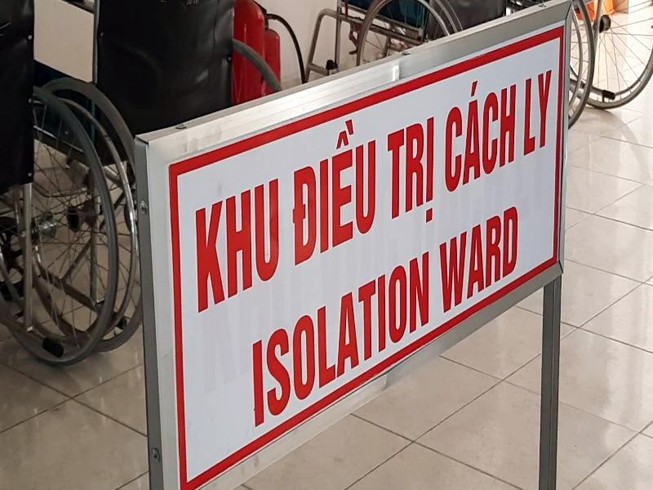 KHU ĐIỀU TRỊ CÁCH LY
ISOLATION WARD